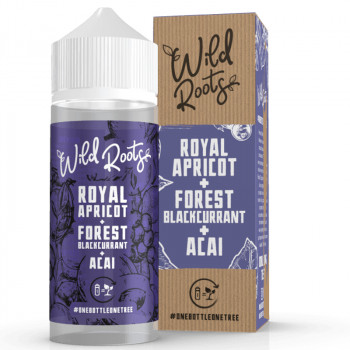 Wild
Roots
ROYAL
APRICOT
+
FOREST
BLACKCURRANT
+
ACAI
#ONEBOTTLEONETREE
Wild Roots
ROYAL
APRICOT
+
FOREST
BLACKCURRANT
+ ACAI
#ONEBOTTLEONETREE